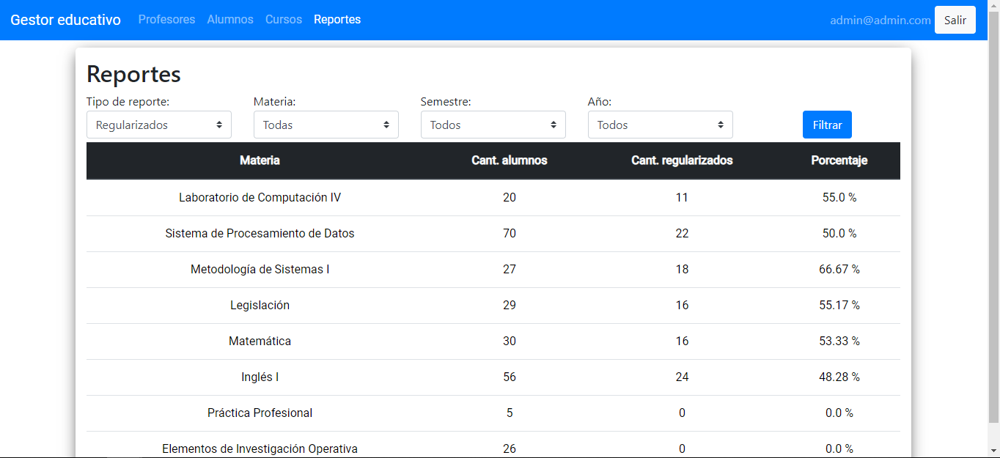 Gestor educativo Profesores Alumnos Cursos Reportes admin@admin.com Salir
Reportes
Tipo de reporte: Materia: Semestre: Año:
Regularizados Todas Todos Todos Filtrar
Materia Cant. alumnos Cant. regularizados Porcentaje
Laboratorio de Computación IV 20 11 55.0 %
Sistema de Procesamiento de Datos 70 22 50.0 %
Metodología de Sistemas I 27 18 66.67 %
Legislación 29 16 55.17 %
Matemática 30 16 53.33 %
Inglés I 56 24 48.28 %
Práctica Profesional 5 0 0.0 %
Elementos de Investigación Operativa 26 0 0.0 %